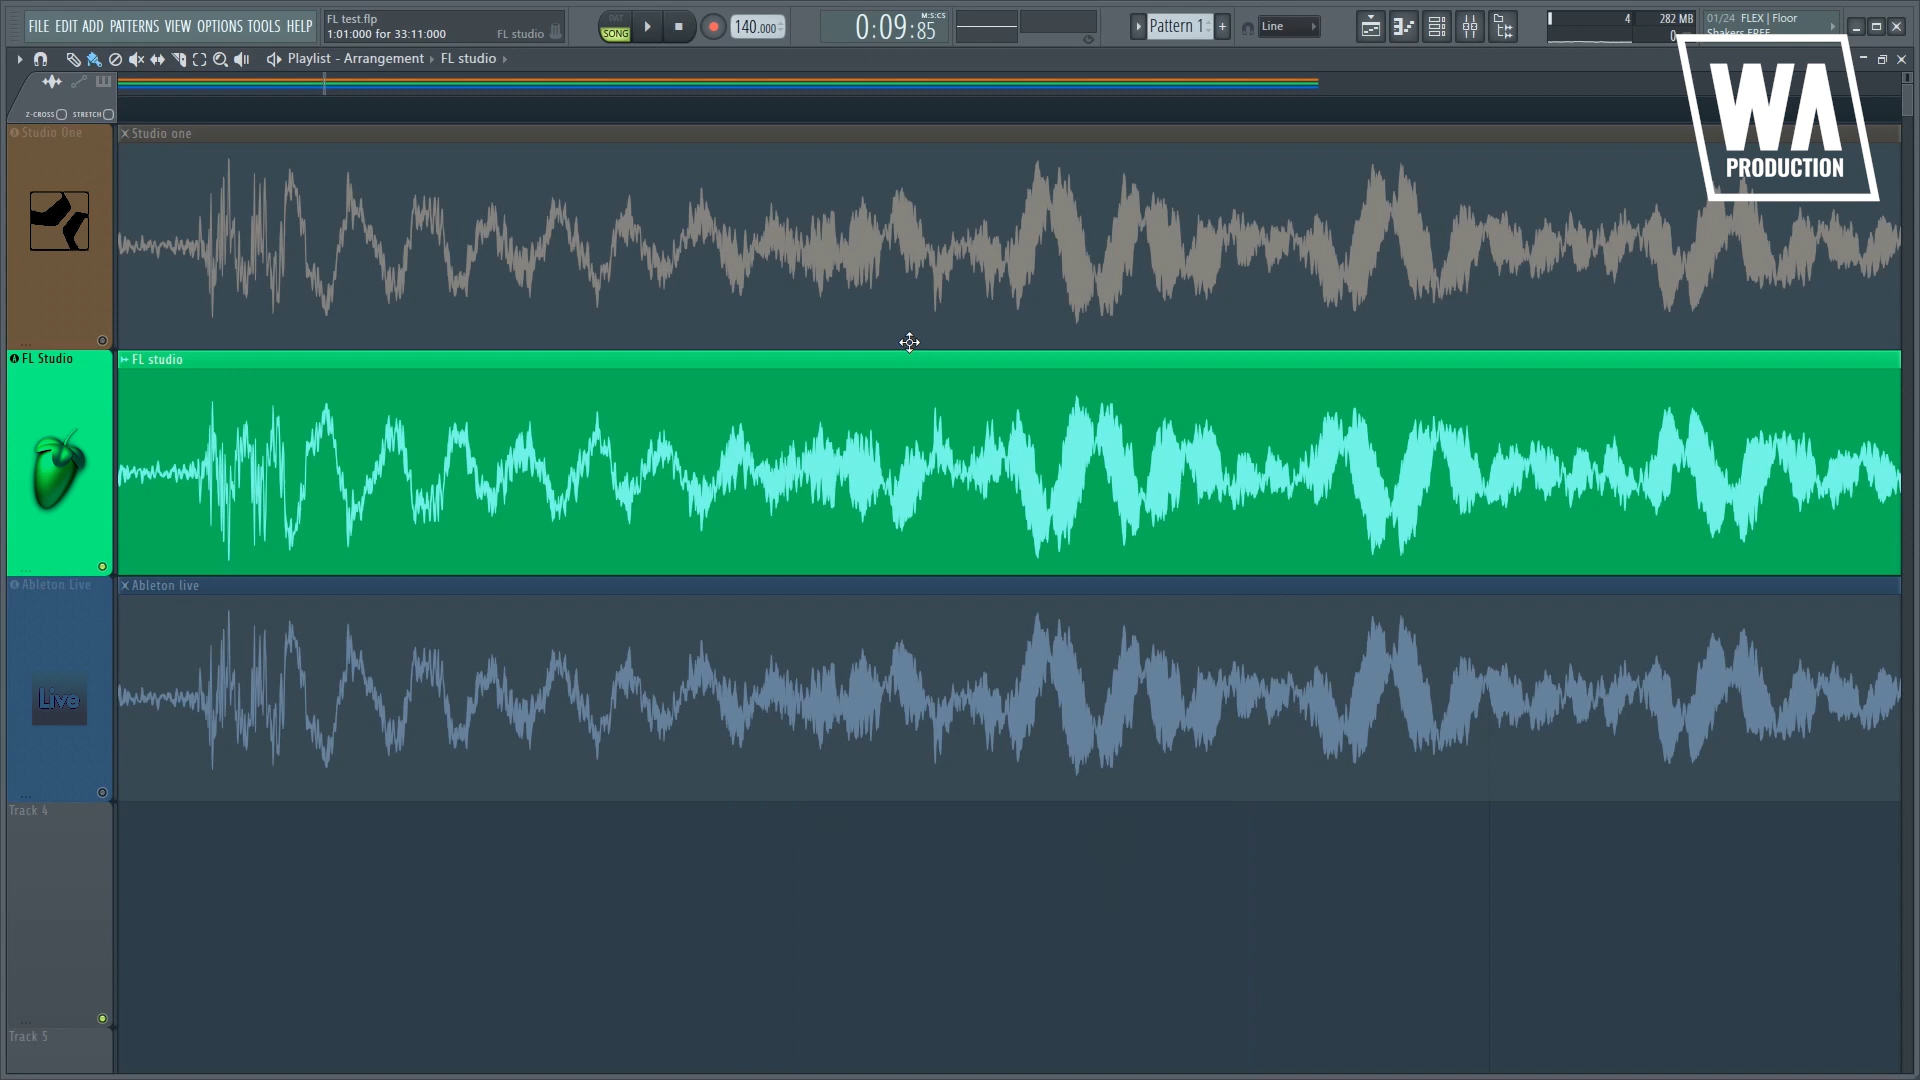 FILE EDIT ADD PATTERNS VIEW OPTIONS TOOLS HELP
FL test.flp
1:01:000 for 33:11:000
FL studio
PAT
SONG
140.000
0:09:85
M:S:CS
Pattern 1
+
Line
4
282 MB
0
01/24 FLEX | Floor
Shakers FREE
Playlist - Arrangement
FL studio
Z-CROSS
STRETCH
WA
PRODUCTION
Studio One
Studio one
FL Studio
FL studio
Ableton Live
Ableton live
Live
Track 4
Track 5